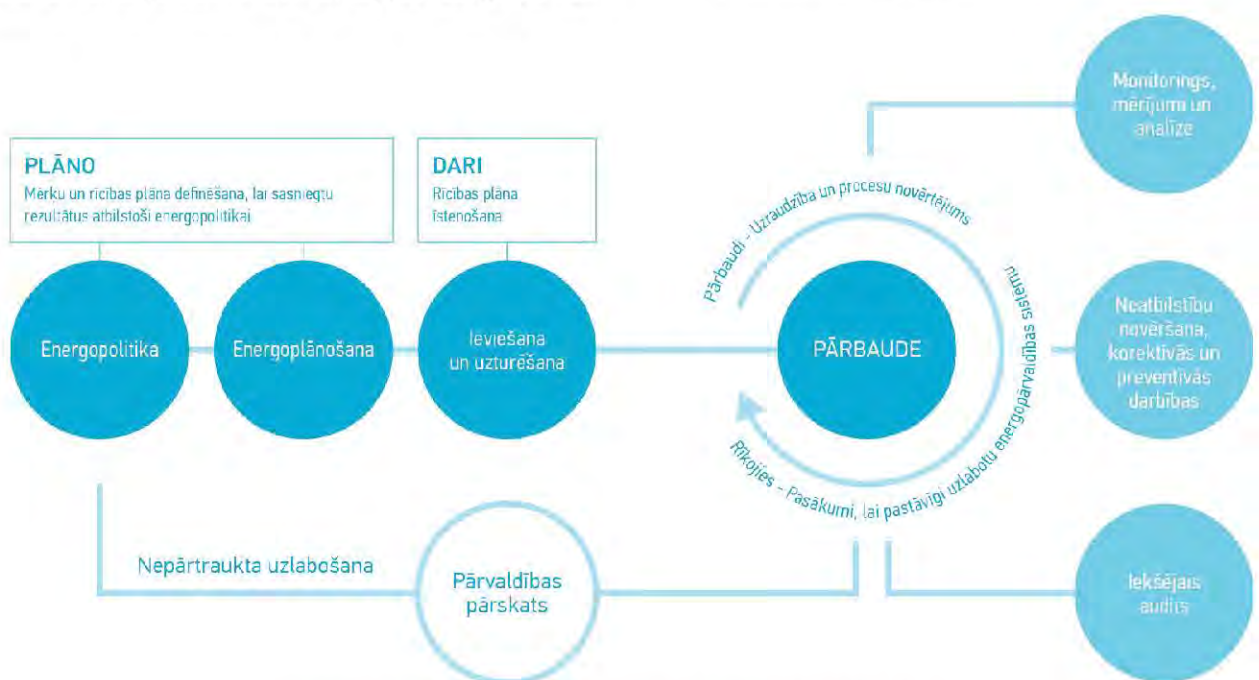 PLĀNO
Mērķu un rīcības plāna definēšana, lai sasniegtu
rezultātus atbilstoši energopolitikai
DARI
Rīcības plāna
īstenošana
Energopolitika
Energoplānošana
Ieviešana
un uzturēšana
Pārbaudi - Uzraudzība un procesu novērtējums
PĀRBAUDE
Rīkojies - Pasākumi, lai pastāvīgi uzlabotu energopārvaldības sistēmu
Monitorings,
mērījumi un
analīze
Neatbilstību
novēršana,
korektīvās un
preventīvās
darbības
Nepārtraukta uzlabošana
Pārvaldības
pārskats
Iekšējais
audits